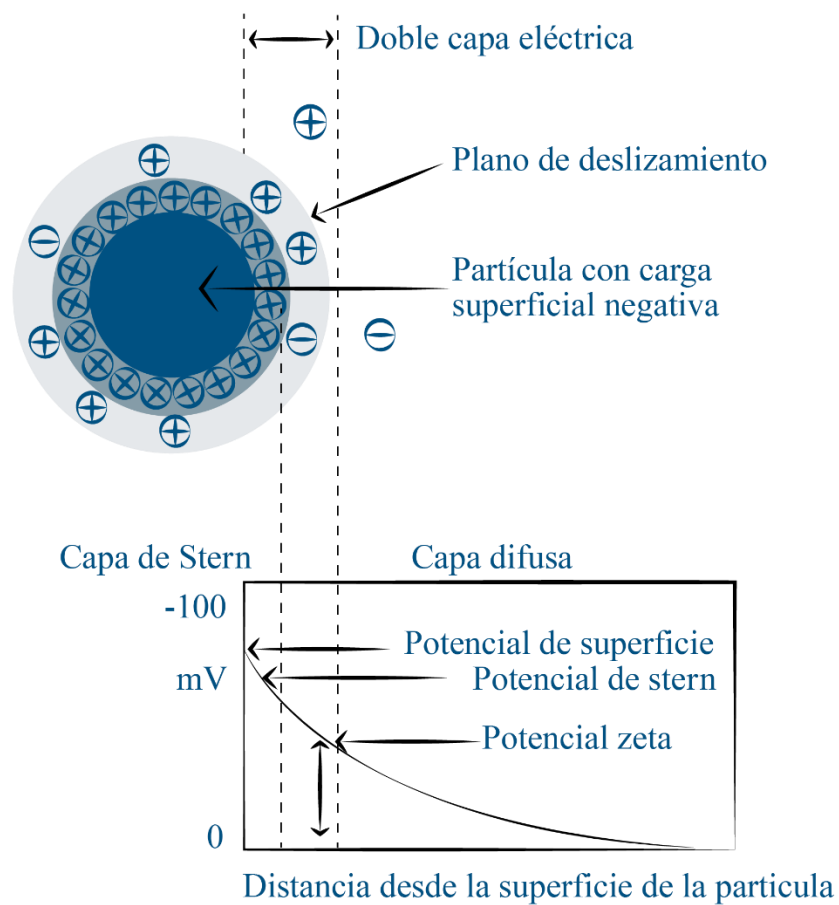 Doble capa eléctrica
Plano de deslizamiento
Partícula con carga
superficial negativa
Capa de Stern
Capa difusa
-100
Potencial de superficie
mV
Potencial de stern
Potencial zeta
0
Distancia desde la superficie de la particula